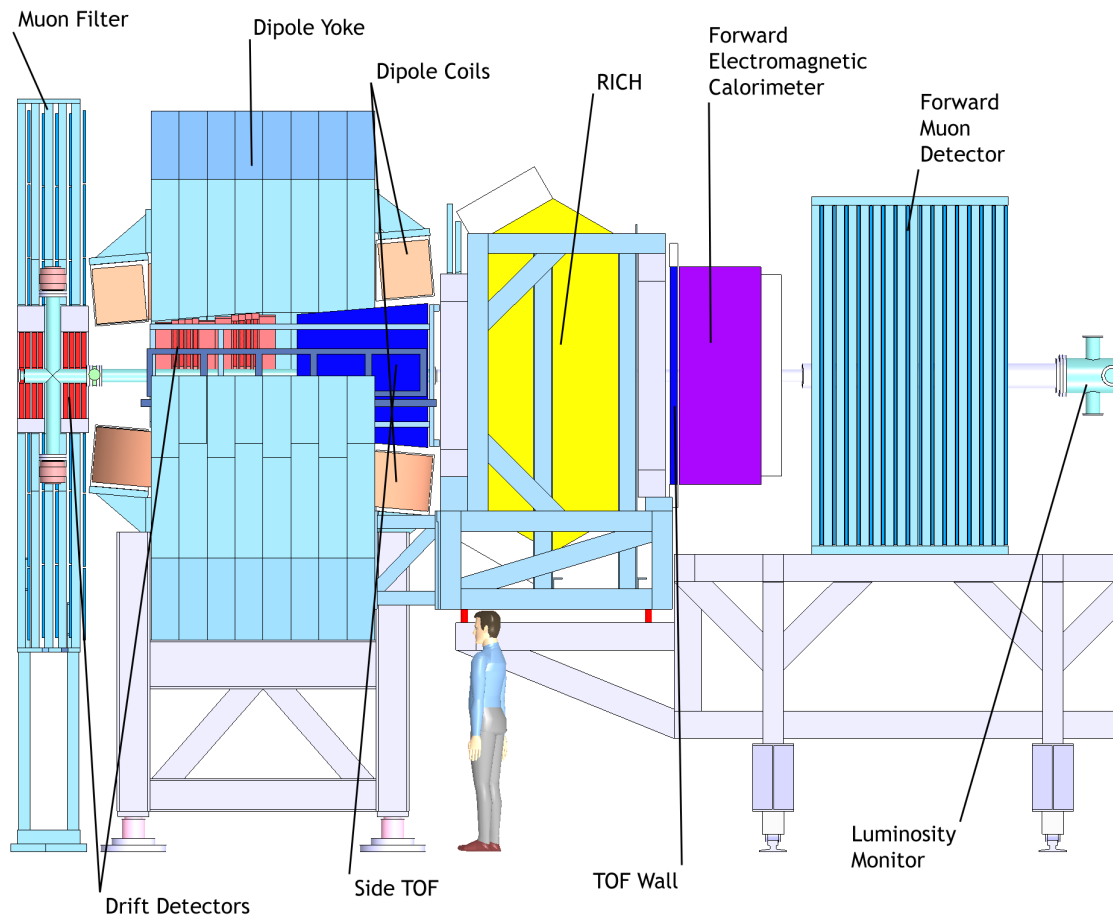 Muon Filter
Dipole Yoke
Dipole Coils
RICH
Forward
Electromagnetic
Calorimeter
Forward
Muon
Detector
Drift Detectors
Side TOF
TOF Wall
Luminosity
Monitor